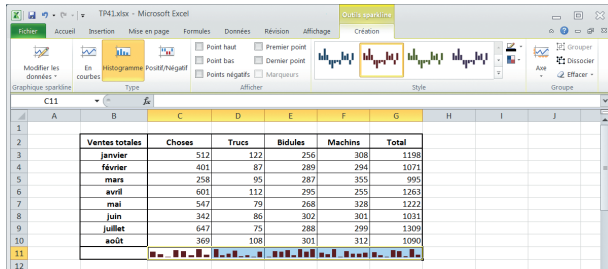 TP41.xlsx - Microsoft Excel
Outils sparkline
Fichier Accueil Insertion Mise en page Formules Données Révision Affichage Création
Modifier les données
Graphique sparkline
En courbes
Histogramme
Positif/Négatif
Type
Point haut
Point bas
Points négatifs
Premier point
Dernier point
Marqueurs
Afficher
Style
Axe
Grouper
Dissocier
Effacer
Groupe
C11 fx
A B C D E F G H I J
1
2 Ventes totales Choses Trucs Bidules Machins Total
3 janvier 512 122 256 308 1198
4 février 401 87 289 294 1071
5 mars 258 95 287 355 995
6 avril 601 112 295 255 1263
7 mai 547 79 268 328 1222
8 juin 342 86 302 301 1031
9 juillet 647 75 288 299 1309
10 août 369 108 301 312 1090
11
12